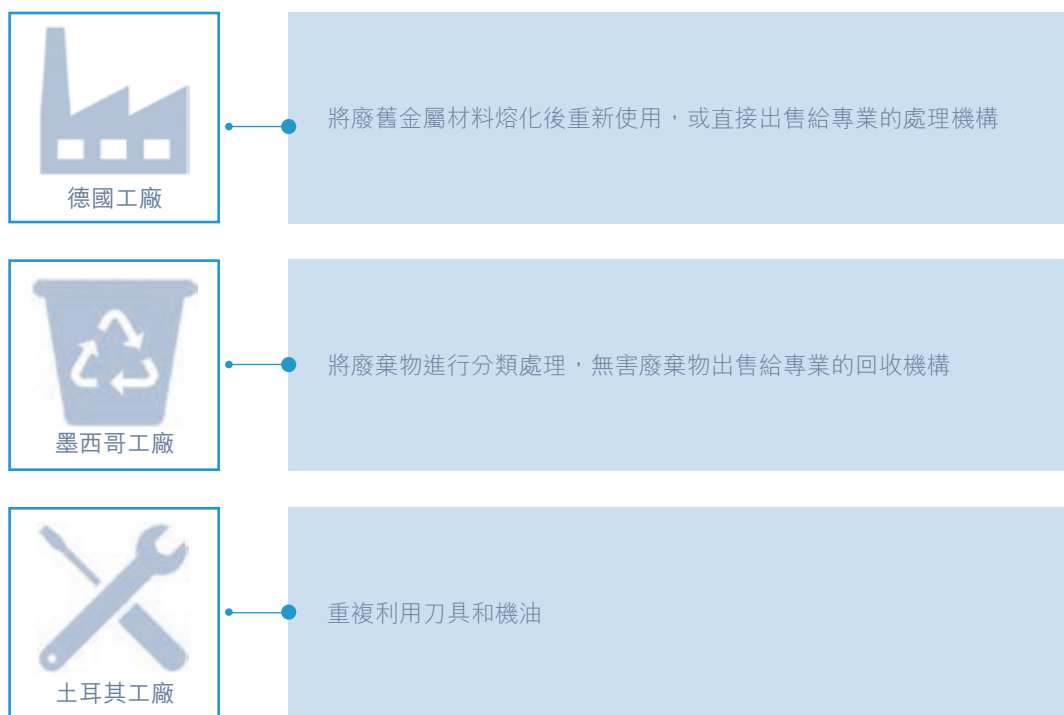 將廢舊金屬材料熔化後重新使用，或直接出售給專業的處理機構
德國工廠
將廢棄物進行分類處理，無害廢棄物出售給專業的回收機構
墨西哥工廠
重複利用刀具和機油
土耳其工廠